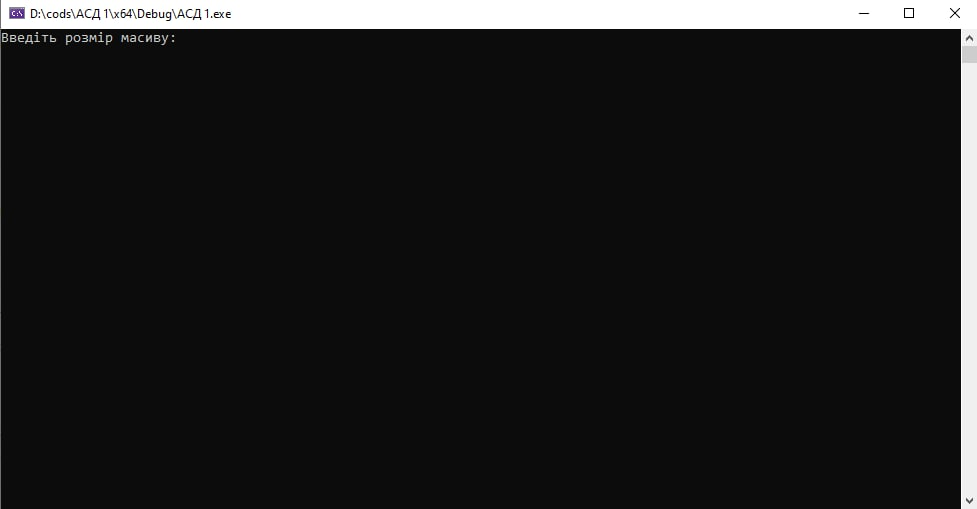 D:\cods\АСД 1\x64\Debug\АСД 1.exe
Введіть розмір масиву: